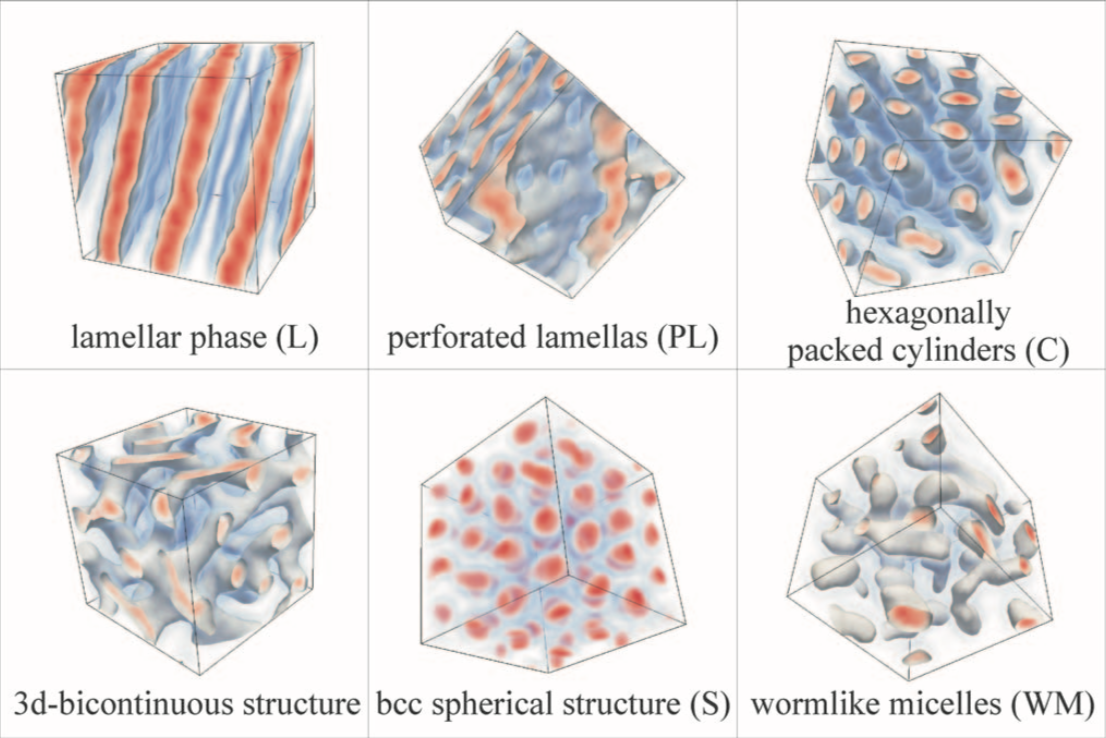 lamellar phase (L)
perforated lamellas (PL)
hexagonally
packed cylinders (C)
3d-bicontinuous structure
bcc spherical structure (S)
wormlike micelles (WM)